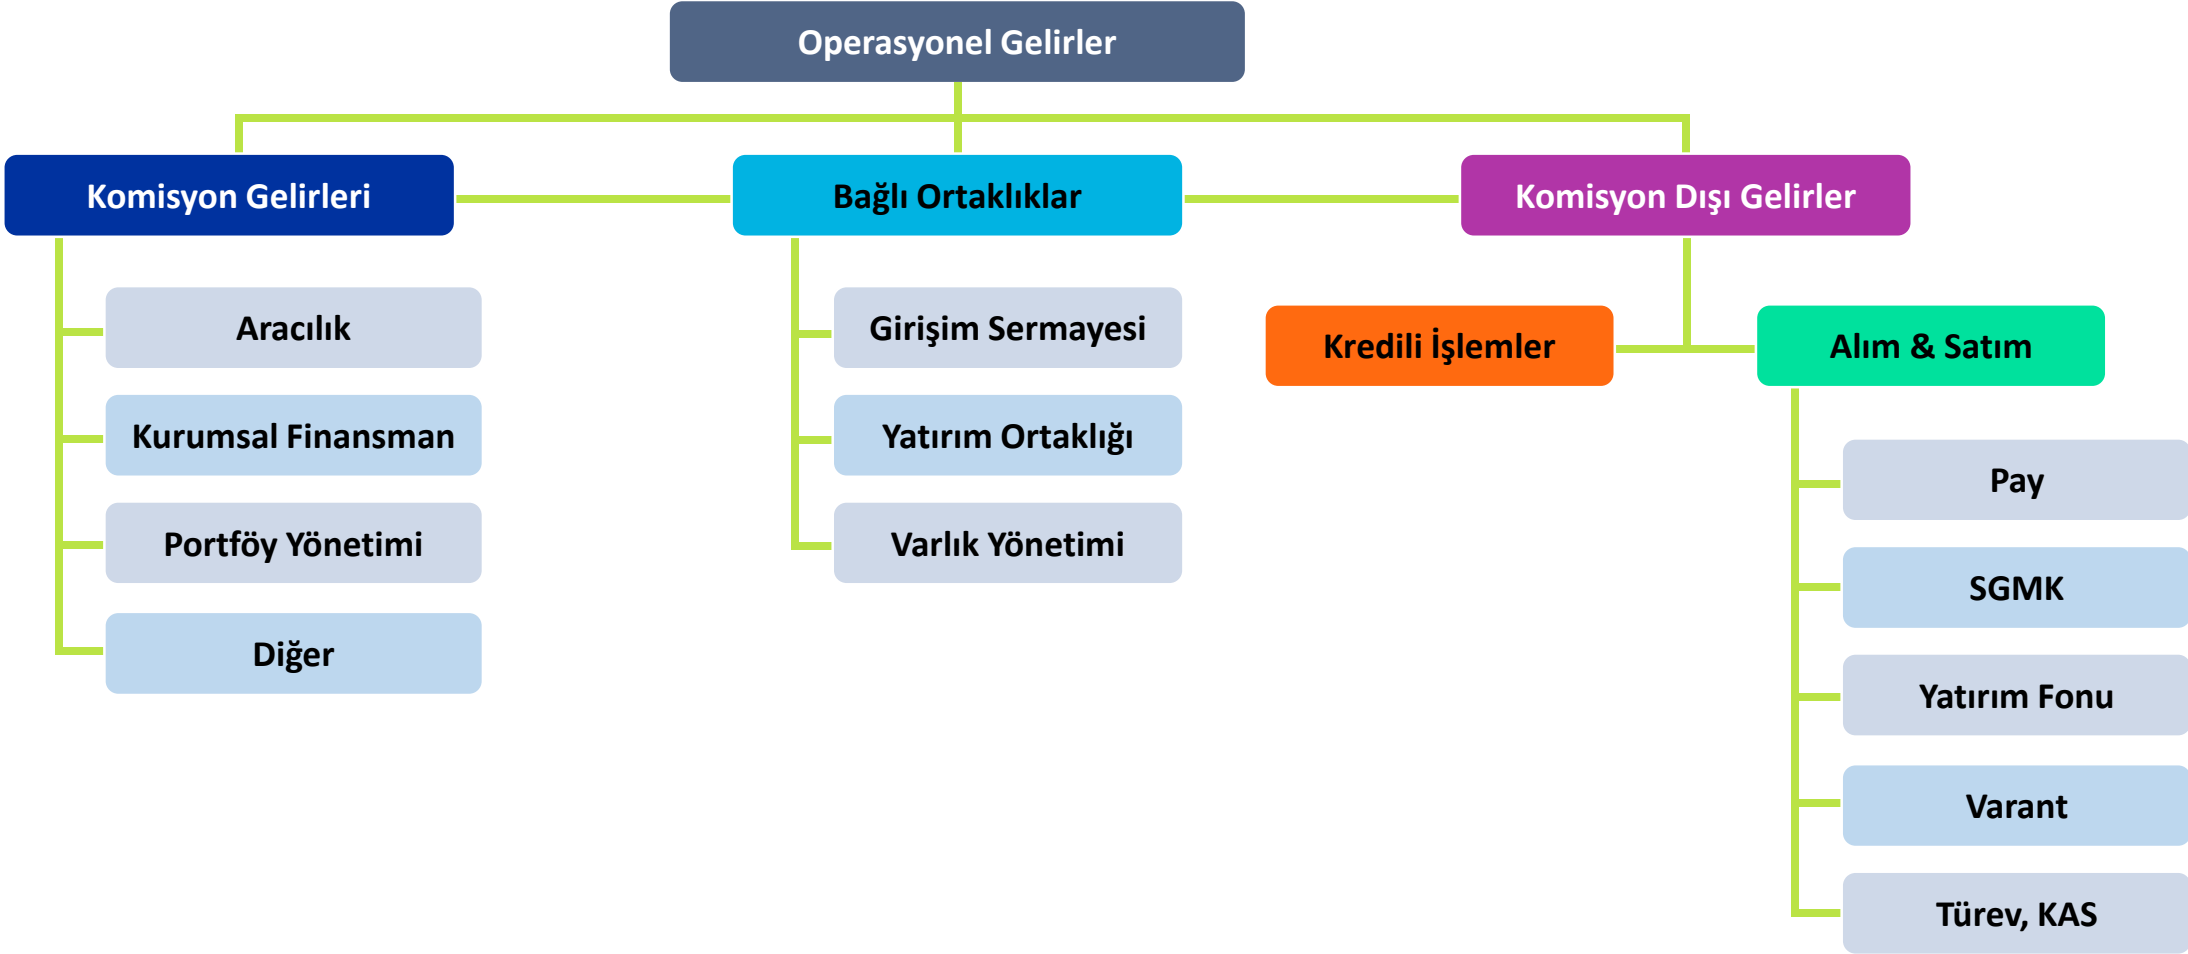 Operasyonel Gelirler
Komisyon Gelirleri
Bağlı Ortaklıklar
Komisyon Dışı Gelirler
Aracılık
Kurumsal Finansman
Portföy Yönetimi
Diğer
Girişim Sermayesi
Yatırım Ortaklığı
Varlık Yönetimi
Kredili İşlemler
Alım & Satım
Pay
SGMK
Yatırım Fonu
Varant
Türev, KAS